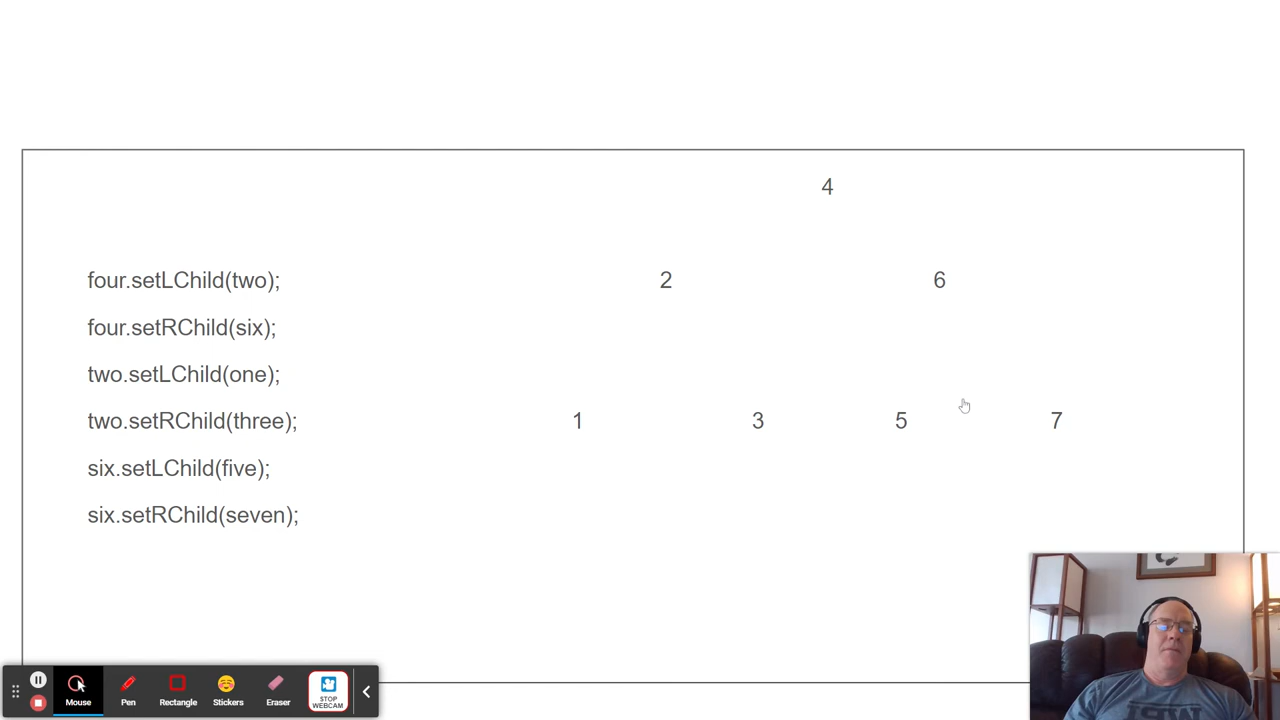 4
four.setLChild(two);
2 6
four.setRChild(six);
two.setLChild(one);
two.setRChild(three);
1 3 5 7
six.setLChild(five);
six.setRChild(seven);
Mouse
Pen
Rectangle
Stickers
Eraser
STOP
WEBCAM